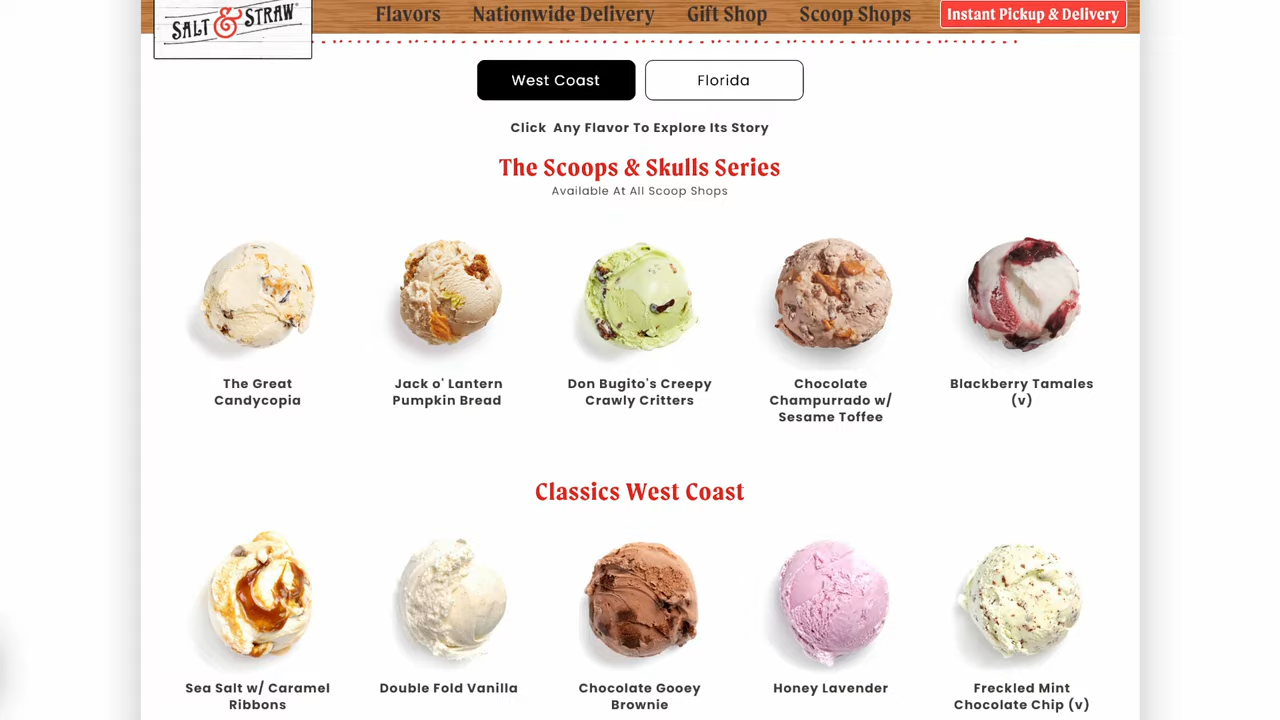 SALT & STRAW
Flavors Nationwide Delivery Gift Shop Scoop Shops Instant Pickup & Delivery
West Coast Florida
Click Any Flavor To Explore Its Story
The Scoops & Skulls Series
Available At All Scoop Shops
The Great
Candycopia
Jack o' Lantern
Pumpkin Bread
Don Bugito's Creepy
Crawly Critters
Chocolate
Champurrado w/
Sesame Toffee
Blackberry Tamales
(v)
Classics West Coast
Sea Salt w/ Caramel
Ribbons
Double Fold Vanilla
Chocolate Gooey
Brownie
Honey Lavender
Freckled Mint
Chocolate Chip (v)